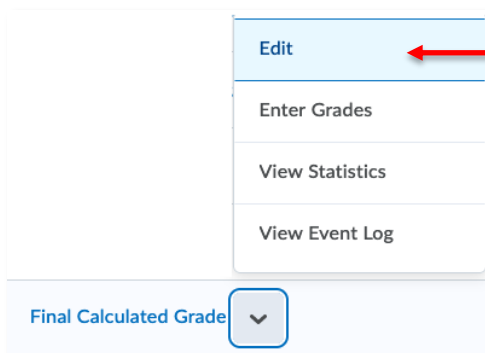 Edit
Enter Grades
View Statistics
View Event Log
Final Calculated Grade